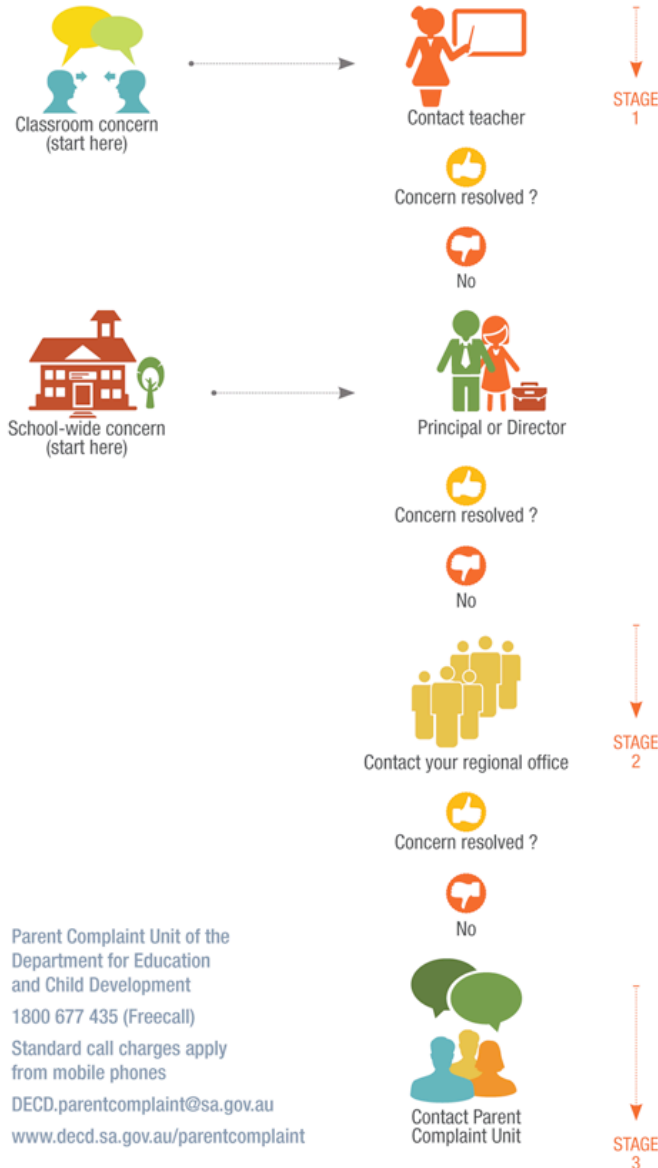 Classroom concern
(start here)
Contact teacher
STAGE
1
Concern resolved ?
No
School-wide concern
(start here)
Principal or Director
Concern resolved ?
No
Contact your regional office
STAGE
2
Concern resolved ?
No
Parent Complaint Unit of the
Department for Education
and Child Development
1800 677 435 (Freecall)
Standard call charges apply
from mobile phones
DECD.parentcomplaint@sa.gov.au
www.decd.sa.gov.au/parentcomplaint
Contact Parent
Complaint Unit
STAGE
3